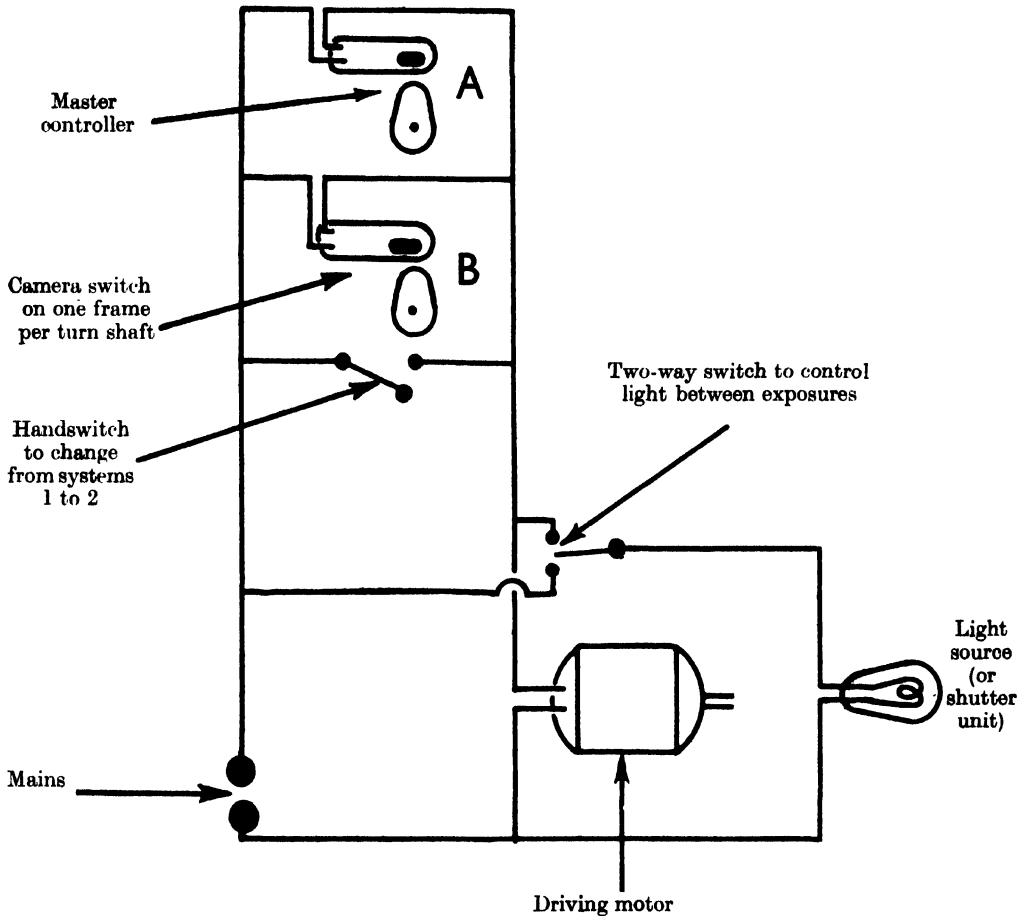 A
Master
controller
B
Camera switch
on one frame
per turn shaft
Two-way switch to control
light between exposures
Handswitch
to change
from systems
1 to 2
Light
source
(or
shutter
unit)
Mains
Driving motor